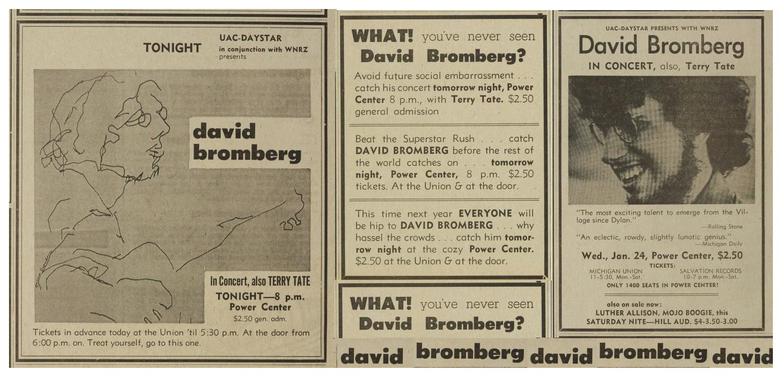 TONIGHT
UAC-DAYSTAR
in conjunction with WNRZ
presents
david
bromberg
In Concert, also TERRY TATE
TONIGHT—8 p.m.
Power Center
$2.50 gen. adm.
Tickets in advance today at the Union 'til 5:30 p.m. At the door from
6:00 p.m. on. Treat yourself, go to this one.
WHAT! you've never seen
David Bromberg?
Avoid future social embarrassment . . .
catch his concert tomorrow night, Power
Center 8 p.m., with Terry Tate. $2.50
general admission
Beat the Superstar Rush . . . catch
DAVID BROMBERG before the rest of
the world catches on . . . tomorrow
night, Power Center, 8 p.m. $2.50
tickets. At the Union & at the door.
This time next year EVERYONE will
be hip to DAVID BROMBERG . . . why
hassel the crowds . . . catch him tomor-
row night at the cozy Power Center.
$2.50 at the Union & at the door.
WHAT! you've never seen
David Bromberg?
UAC-DAYSTAR PRESENTS WITH WNRZ
David Bromberg
IN CONCERT, also, Terry Tate
"The most exciting talent to emerge from the Vil-
lage since Dylan."
—Rolling Stone
"An eclectic, rowdy, slightly lunatic genius."
—Michigan Daily
Wed., Jan. 24, Power Center, $2.50
TICKETS:
MICHIGAN UNION SALVATION RECORDS
11-5:30, Mon.-Sat. 10-7 p.m. Mon.-Sat.
ONLY 1400 SEATS IN POWER CENTER!
also on sale now:
LUTHER ALLISON, MOJO BOOGIE, this
SATURDAY NITE—HILL AUD. $4-3.50-3.00
david bromberg david bromberg david